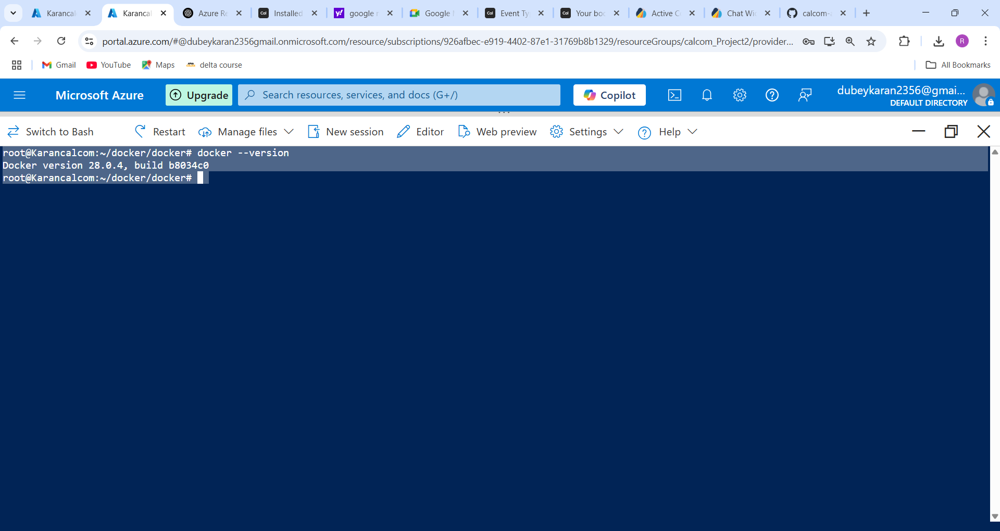 Karancal
Karancal
Azure Re
Cal
Installed
google r
Google
Cal
Event Ty
Cal
Your boo
Active C
Chat Wi
calcom-
portal.azure.com/#@dubeykaran2356gmail.onmicrosoft.com/resource/subscriptions/926afbec-e919-4402-87e1-31769b8b1329/resourceGroups/calcom_Project2/provider...
R
Gmail
YouTube
Maps
delta course
All Bookmarks
Microsoft Azure
Upgrade
Search resources, services, and docs (G+/)
Copilot
dubeykaran2356@gmai...
DEFAULT DIRECTORY
Switch to Bash
Restart
Manage files
New session
Editor
Web preview
Settings
Help
root@Karancalcom:~/docker/docker# docker --version
Docker version 28.0.4, build b8034c0
root@Karancalcom:~/docker/docker#